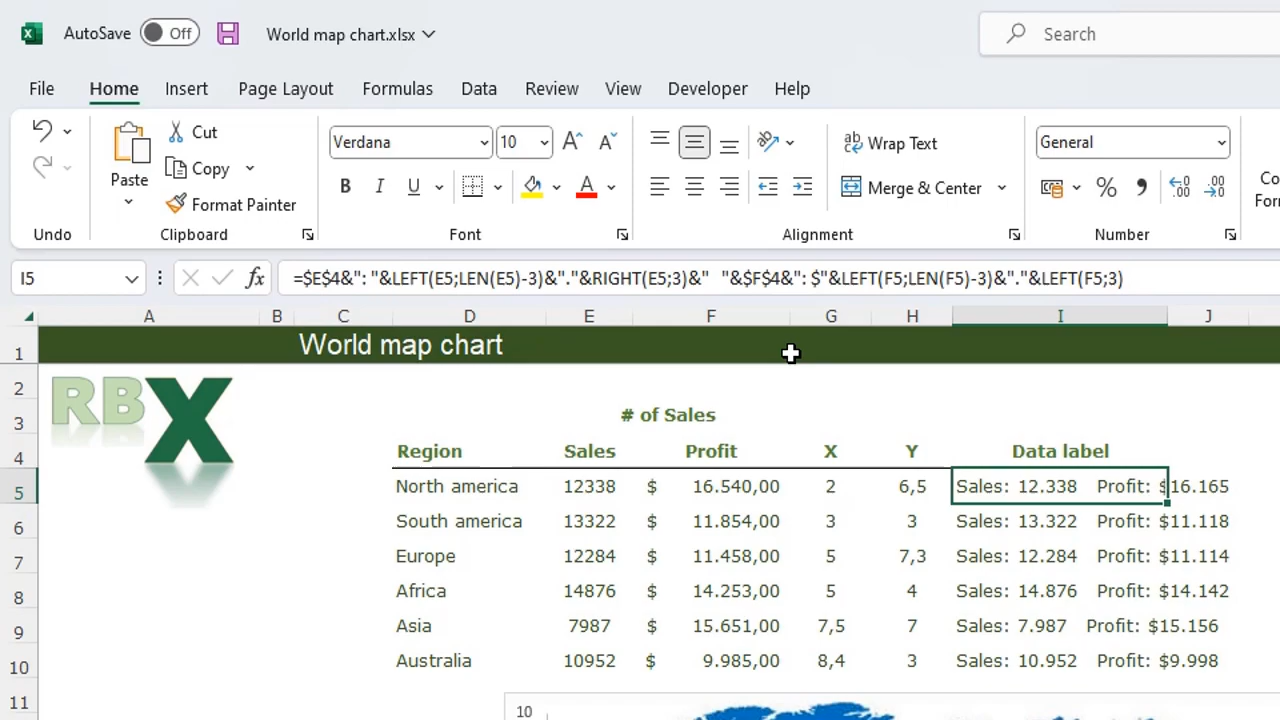 AutoSave Off World map chart.xlsx Search
File Home Insert Page Layout Formulas Data Review View Developer Help
Cut
Copy
Format Painter
Paste
Verdana 10
B I U
Wrap Text
Merge & Center
General
Undo Clipboard Font Alignment Number
I5 fx =$E$4&": "&LEFT(E5;LEN(E5)-3)&"."&RIGHT(E5;3)&"   "&$F$4&": $"&LEFT(F5;LEN(F5)-3)&"."&LEFT(F5;3)
A B C D E F G H I J
1 World map chart
2 RBX
3 # of Sales
4 Region Sales Profit X Y Data label
5 North america 12338 $ 16.540,00 2 6,5 Sales: 12.338 Profit: $16.165
6 South america 13322 $ 11.854,00 3 3 Sales: 13.322 Profit: $11.118
7 Europe 12284 $ 11.458,00 5 7,3 Sales: 12.284 Profit: $11.114
8 Africa 14876 $ 14.253,00 5 4 Sales: 14.876 Profit: $14.142
9 Asia 7987 $ 15.651,00 7,5 7 Sales: 7.987 Profit: $15.156
10 Australia 10952 $ 9.985,00 8,4 3 Sales: 10.952 Profit: $9.998
11
10